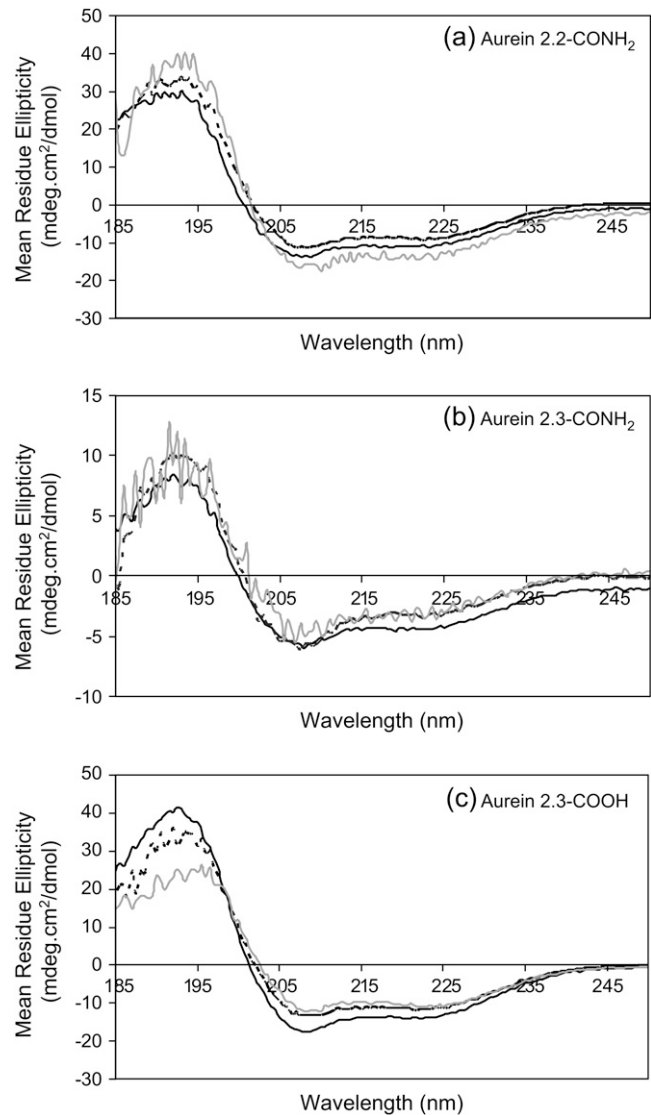 (a) Aurein 2.2-CONH₂
50
40
30
20
10
0
-10
-20
-30
185 195 205 215 225 235 245
Mean Residue Ellipticity
(mdeg.cm²/dmol)
Wavelength (nm)
(b) Aurein 2.3-CONH₂
15
10
5
0
-5
-10
185 195 205 215 225 235 245
Mean Residue Ellipticity
(mdeg.cm²/dmol)
Wavelength (nm)
(c) Aurein 2.3-COOH
50
40
30
20
10
0
-10
-20
-30
185 195 205 215 225 235 245
Mean Residue Ellipticity
(mdeg.cm²/dmol)
Wavelength (nm)